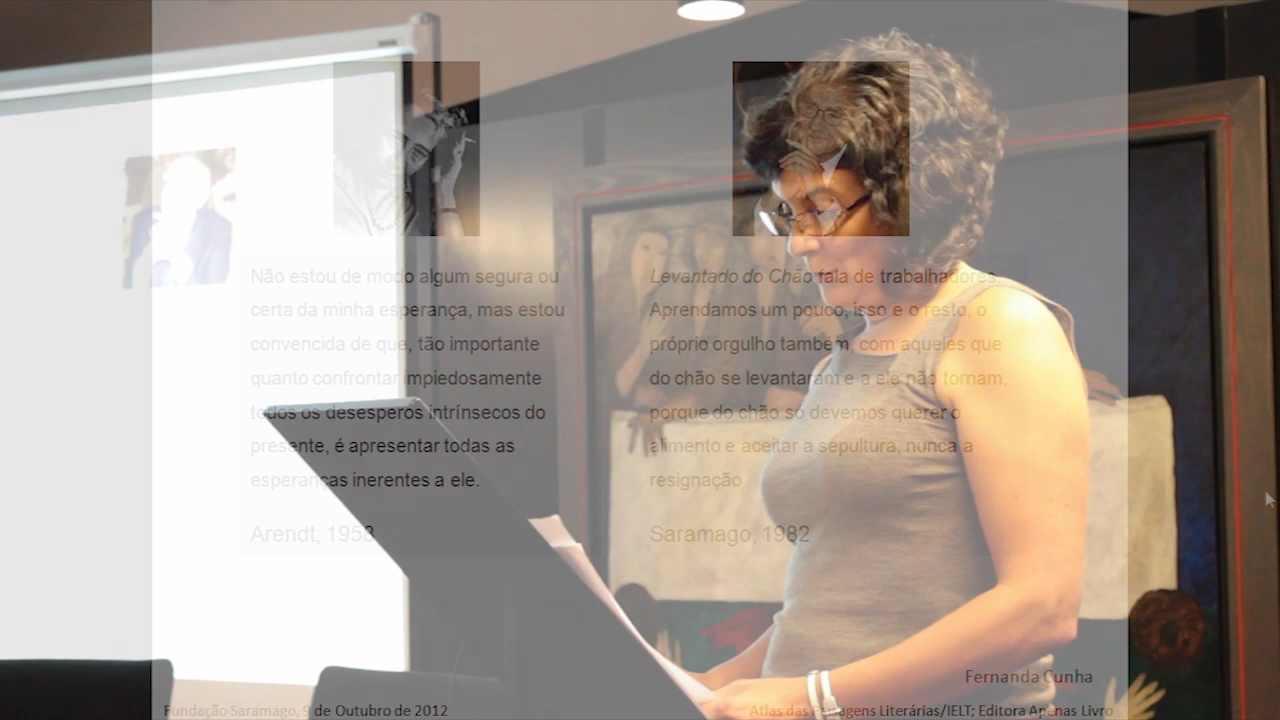 Não estou de modo algum segura ou
certa da minha esperança, mas estou
convencida de que, tão importante
quanto confrontar impiedosamente
todos os desesperos intrínsecos do
presente, é apresentar todas as
esperanças inerentes a ele.
Arendt, 1958
Levantado do Chão fala de trabalhadores.
Aprendamos um pouco, isso e o resto, o
próprio orgulho também, com aqueles que
do chão se levantaram e a ele não tornam,
porque do chão só devemos querer o
alimento e aceitar a sepultura, nunca a
resignação
Saramago, 1982
Fernanda Cunha
Fundação Saramago, 9 de Outubro de 2012
Atlas das Paisagens Literárias/IELT; Editora Apenas Livro